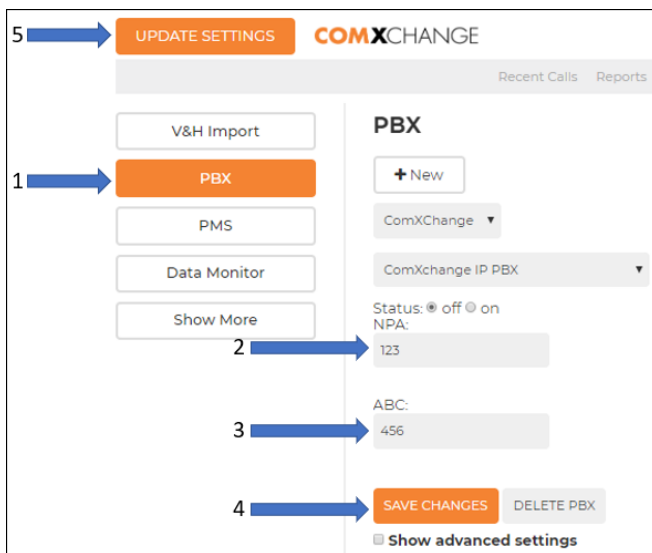 5
UPDATE SETTINGS
COMXCHANGE
Recent Calls Reports
V&H Import
1
PBX
PMS
Data Monitor
Show More
PBX
+ New
ComXChange
ComXchange IP PBX
Status: off on
NPA:
2
123
ABC:
3
456
4
SAVE CHANGES
DELETE PBX
Show advanced settings